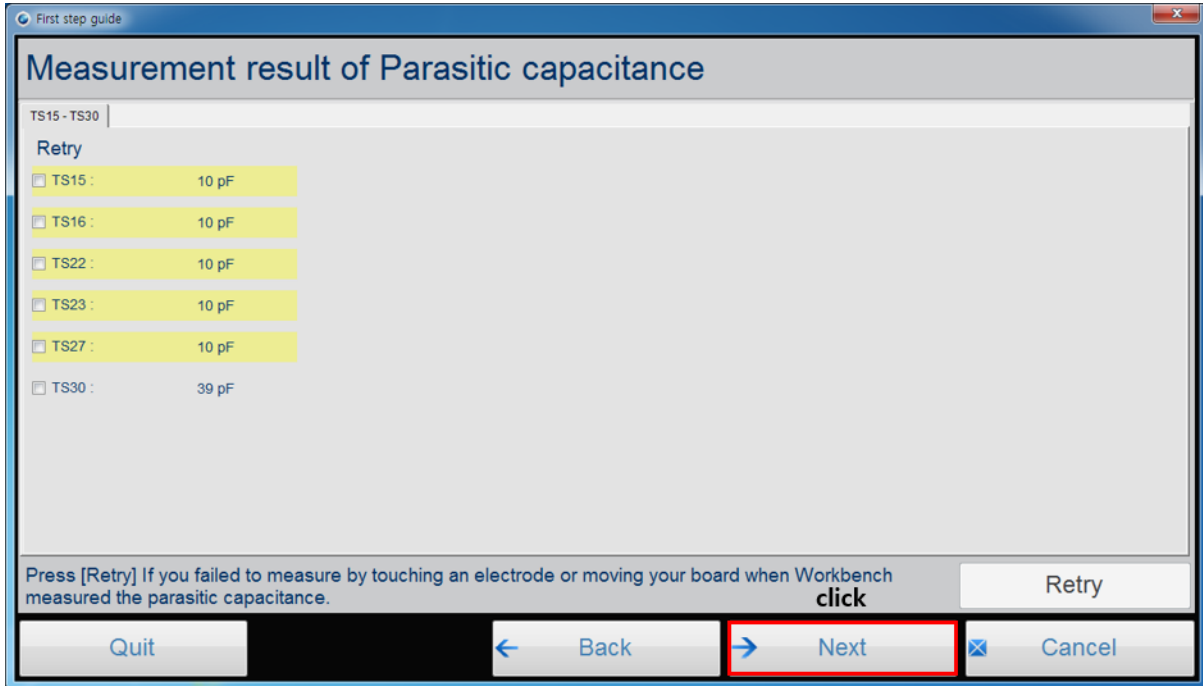 First step guide
Measurement result of Parasitic capacitance
TS15 - TS30
Retry
TS15 : 10 pF
TS16 : 10 pF
TS22 : 10 pF
TS23 : 10 pF
TS27 : 10 pF
TS30 : 39 pF
Press [Retry] If you failed to measure by touching an electrode or moving your board when Workbench
measured the parasitic capacitance.
click
Retry
Quit
Back
Next
Cancel